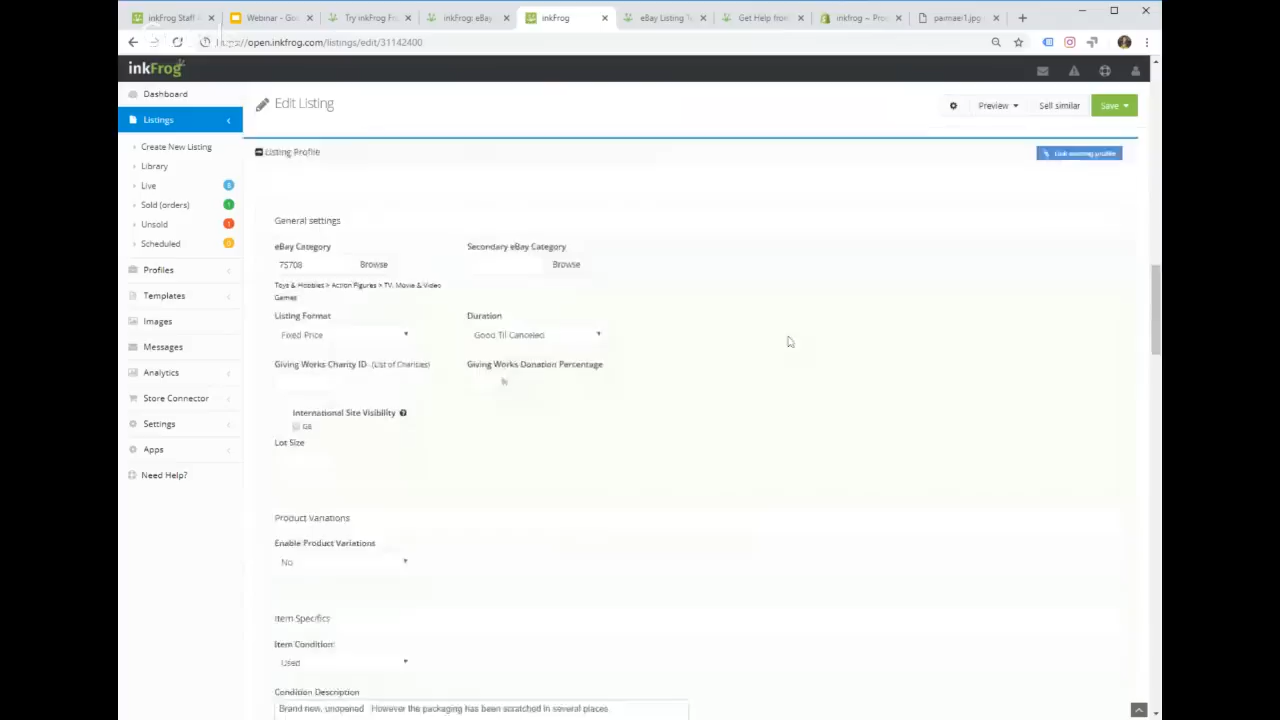 inkFrog Staff
Webinar - Go
Try inkFrog Fr
inkFrog: eBay
inkFrog
eBay Listing T
Get Help from
inkfrog ~ Pro
paimaei1.jpg
https://open.inkfrog.com/listings/edit/31142400
inkFrog
Dashboard
Edit Listing
Preview
Sell similar
Save
Listings
Create New Listing
Listing Profile
Library
Live 8
Sold (orders) 1
General settings
Unsold 1
Scheduled 0
eBay Category
Secondary eBay Category
75708
Browse
Browse
Profiles
Toys & Hobbies > Action Figures > TV, Movie & Video
Games
Templates
Images
Listing Format
Duration
Fixed Price
Good Til Canceled
Messages
Giving Works Charity ID - (List of Charities)
Giving Works Donation Percentage
Analytics
%
Store Connector
International Site Visibility
GB
Settings
Lot Size
Apps
Need Help?
Product Variations
Enable Product Variations
No
Item Specifics
Item Condition:
Used
Condition Description
Brand new, unopened However the packaging has been scratched in several places